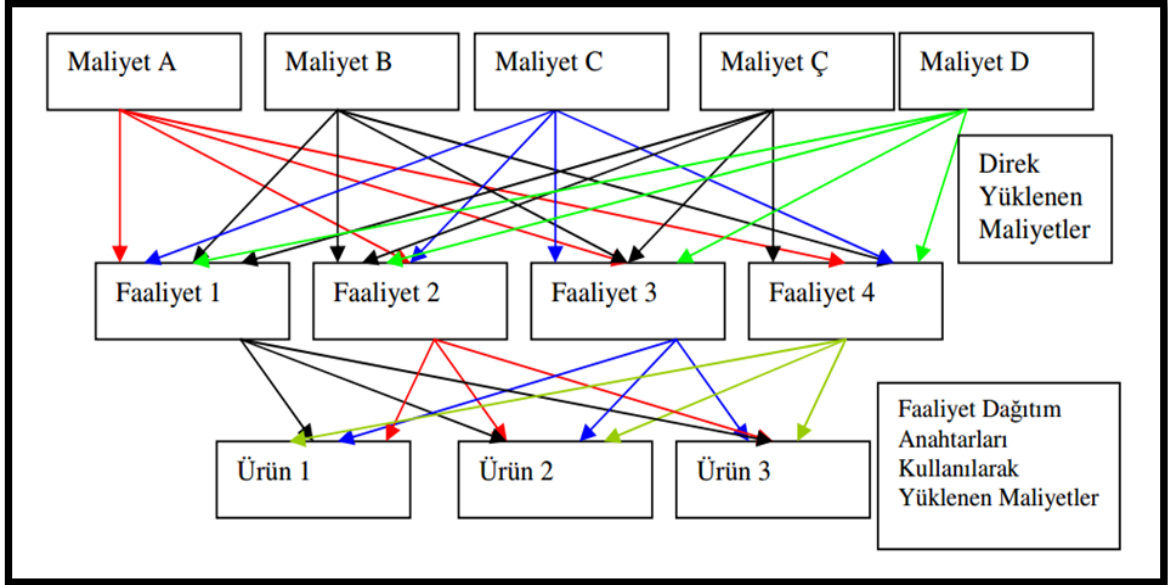 Maliyet A
Maliyet B
Maliyet C
Maliyet Ç
Maliyet D
Direk
Yüklenen
Maliyetler
Faaliyet 1
Faaliyet 2
Faaliyet 3
Faaliyet 4
Faaliyet Dağıtım
Anahtarları
Kullanılarak
Yüklenen Maliyetler
Ürün 1
Ürün 2
Ürün 3